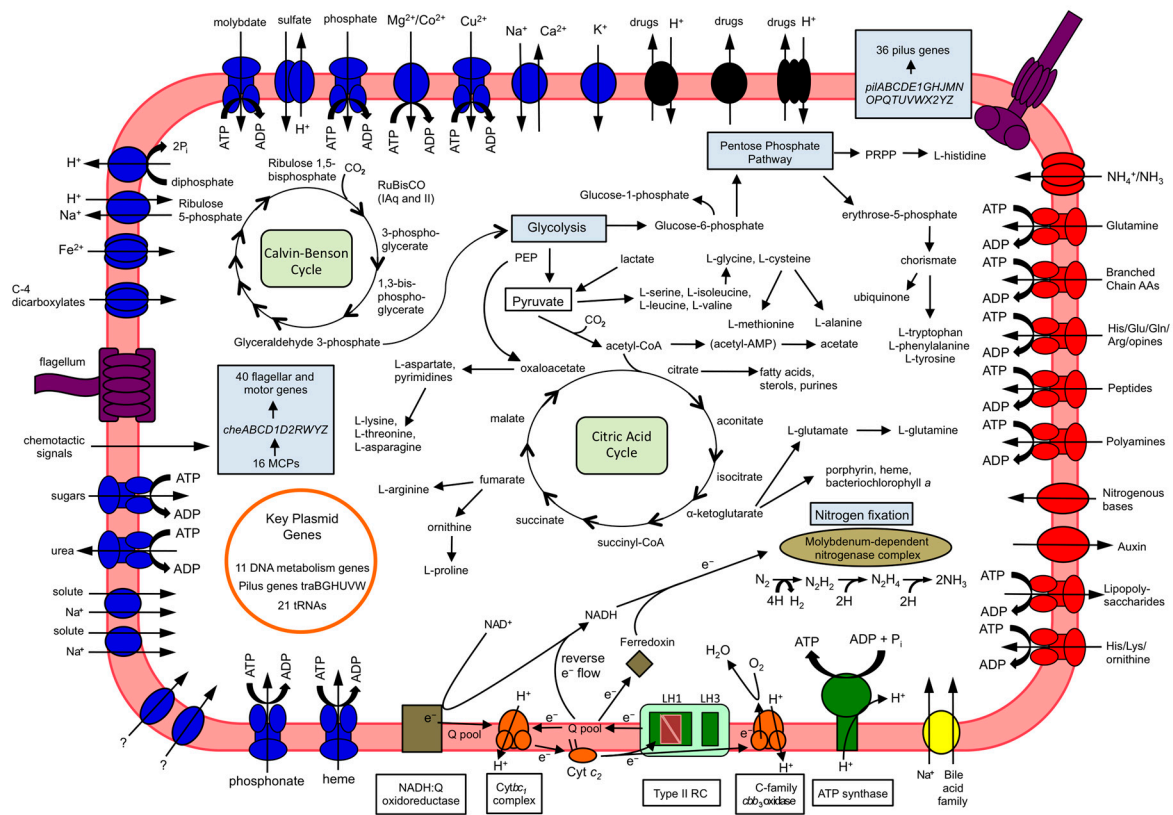 molybdate
sulfate
phosphate
Mg²⁺/Co²⁺
Cu²⁺
Na⁺
Ca²⁺
K⁺
drugs
H⁺
drugs
drugs
H⁺
ATP
ADP
H⁺
ATP
ADP
ATP
ADP
ATP
ADP
36 pilus genes
pilABCDE1GHJMN
OPQTUVWX2YZ
H⁺
2Pᵢ
diphosphate
H⁺
Na⁺
Ribulose
5-phosphate
Fe²⁺
C-4
dicarboxylates
flagellum
chemotactic
signals
Ribulose 1,5-
bisphosphate
CO₂
RuBisCO
(IAq and II)
3-phospho-
glycerate
1,3-bis-
phospho-
glycerate
Glyceraldehyde 3-phosphate
Calvin-Benson
Cycle
Pentose Phosphate
Pathway
PRPP
L-histidine
Glucose-1-phosphate
Glycolysis
Glucose-6-phosphate
erythrose-5-phosphate
chorismate
ubiquinone
L-tryptophan
L-phenylalanine
L-tyrosine
PEP
lactate
L-glycine, L-cysteine
Pyruvate
L-serine, L-isoleucine,
L-leucine, L-valine
CO₂
L-methionine
L-alanine
acetyl-CoA
(acetyl-AMP)
acetate
L-aspartate,
pyrimidines
oxaloacetate
citrate
fatty acids,
sterols, purines
L-lysine,
L-threonine,
L-asparagine
malate
aconitate
Citric Acid
Cycle
L-glutamate
L-glutamine
isocitrate
porphyrin, heme,
bacteriochlorophyll a
L-arginine
fumarate
α-ketoglutarate
succinate
succinyl-CoA
ornithine
L-proline
40 flagellar and
motor genes
cheABCD1D2RWYZ
16 MCPs
Key Plasmid
Genes
11 DNA metabolism genes
Pilus genes traBGHUVW
21 tRNAs
Nitrogen fixation
Molybdenum-dependent
nitrogenase complex
N₂
N₂H₂
N₂H₄
2NH₃
4H
H₂
2H
2H
e⁻
NADH
NAD⁺
reverse
e⁻ flow
Ferredoxin
e⁻
sugars
ATP
ADP
urea
ATP
ADP
solute
Na⁺
solute
Na⁺
?
?
ATP
ADP
phosphonate
ATP
ADP
heme
e⁻
Q pool
H⁺
H⁺
e⁻
Q pool
e⁻
e⁻
Cyt c₂
e⁻
LH1
LH3
e⁻
H₂O
O₂
H⁺
H⁺
ATP
ADP + Pᵢ
H⁺
H⁺
Na⁺
Bile
acid
family
NADH:Q
oxidoreductase
Cytbc₁
complex
Type II RC
C-family
cbb₃oxidase
ATP synthase
NH₄⁺/NH₃
ATP
ADP
Glutamine
ATP
ADP
Branched
Chain AAs
ATP
ADP
His/Glu/Gln/
Arg/opines
ATP
ADP
Peptides
ATP
ADP
Polyamines
Nitrogenous
bases
Auxin
ATP
ADP
Lipopoly-
saccharides
ATP
ADP
His/Lys/
ornithine